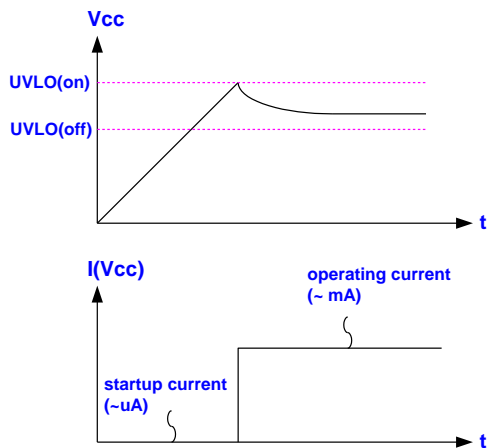 Vcc
UVLO(on)
UVLO(off)
t
I(Vcc)
operating current
(~ mA)
startup current
(~uA)
t